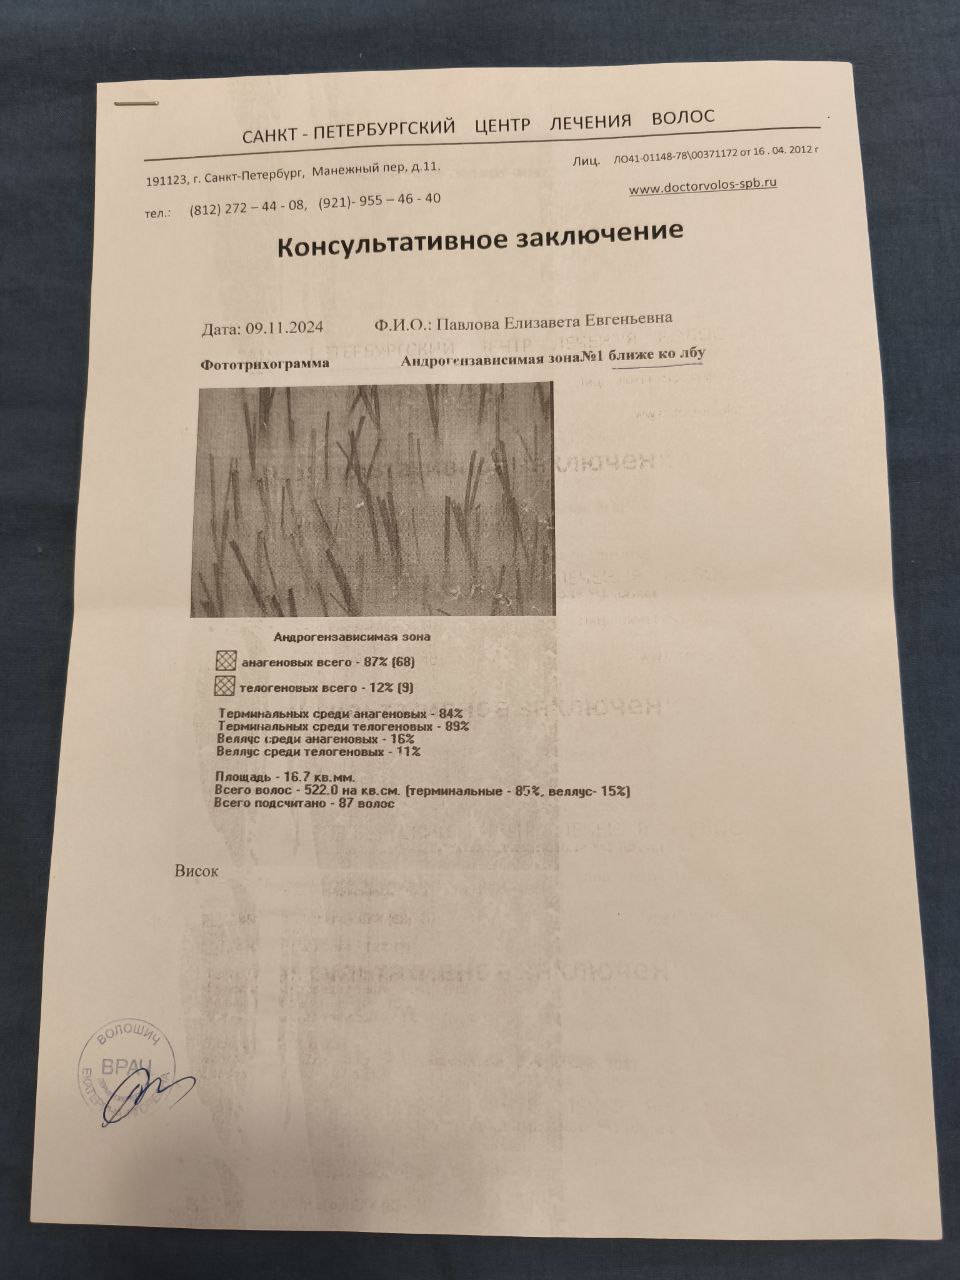 САНКТ - ПЕТЕРБУРГСКИЙ ЦЕНТР ЛЕЧЕНИЯ ВОЛОС
191123, г. Санкт-Петербург, Манежный пер, д.11.
Лиц. ЛО41-01148-78\00371172 от 16 . 04. 2012 г
тел.: (812) 272 – 44 - 08, (921)- 955 – 46 - 40
www.doctorvolos-spb.ru
Консультативное заключение
Дата: 09.11.2024 Ф.И.О.: Павлова Елизавета Евгеньевна
Фототрихограмма Андрогензависимая зона№1 ближе ко лбу
Андрогензависимая зона
анагеновых всего - 87% (68)
телогеновых всего - 12% (9)
Терминальных среди анагеновых - 84%
Терминальных среди телогеновых - 89%
Веллус среди анагеновых - 16%
Веллус среди телогеновых - 11%
Площадь - 16.7 кв.мм.
Всего волос - 522.0 на кв.см. (терминальные - 85%, веллус- 15%)
Всего подсчитано - 87 волос
Висок
ВОЛОШИЧ
ВРАЧ